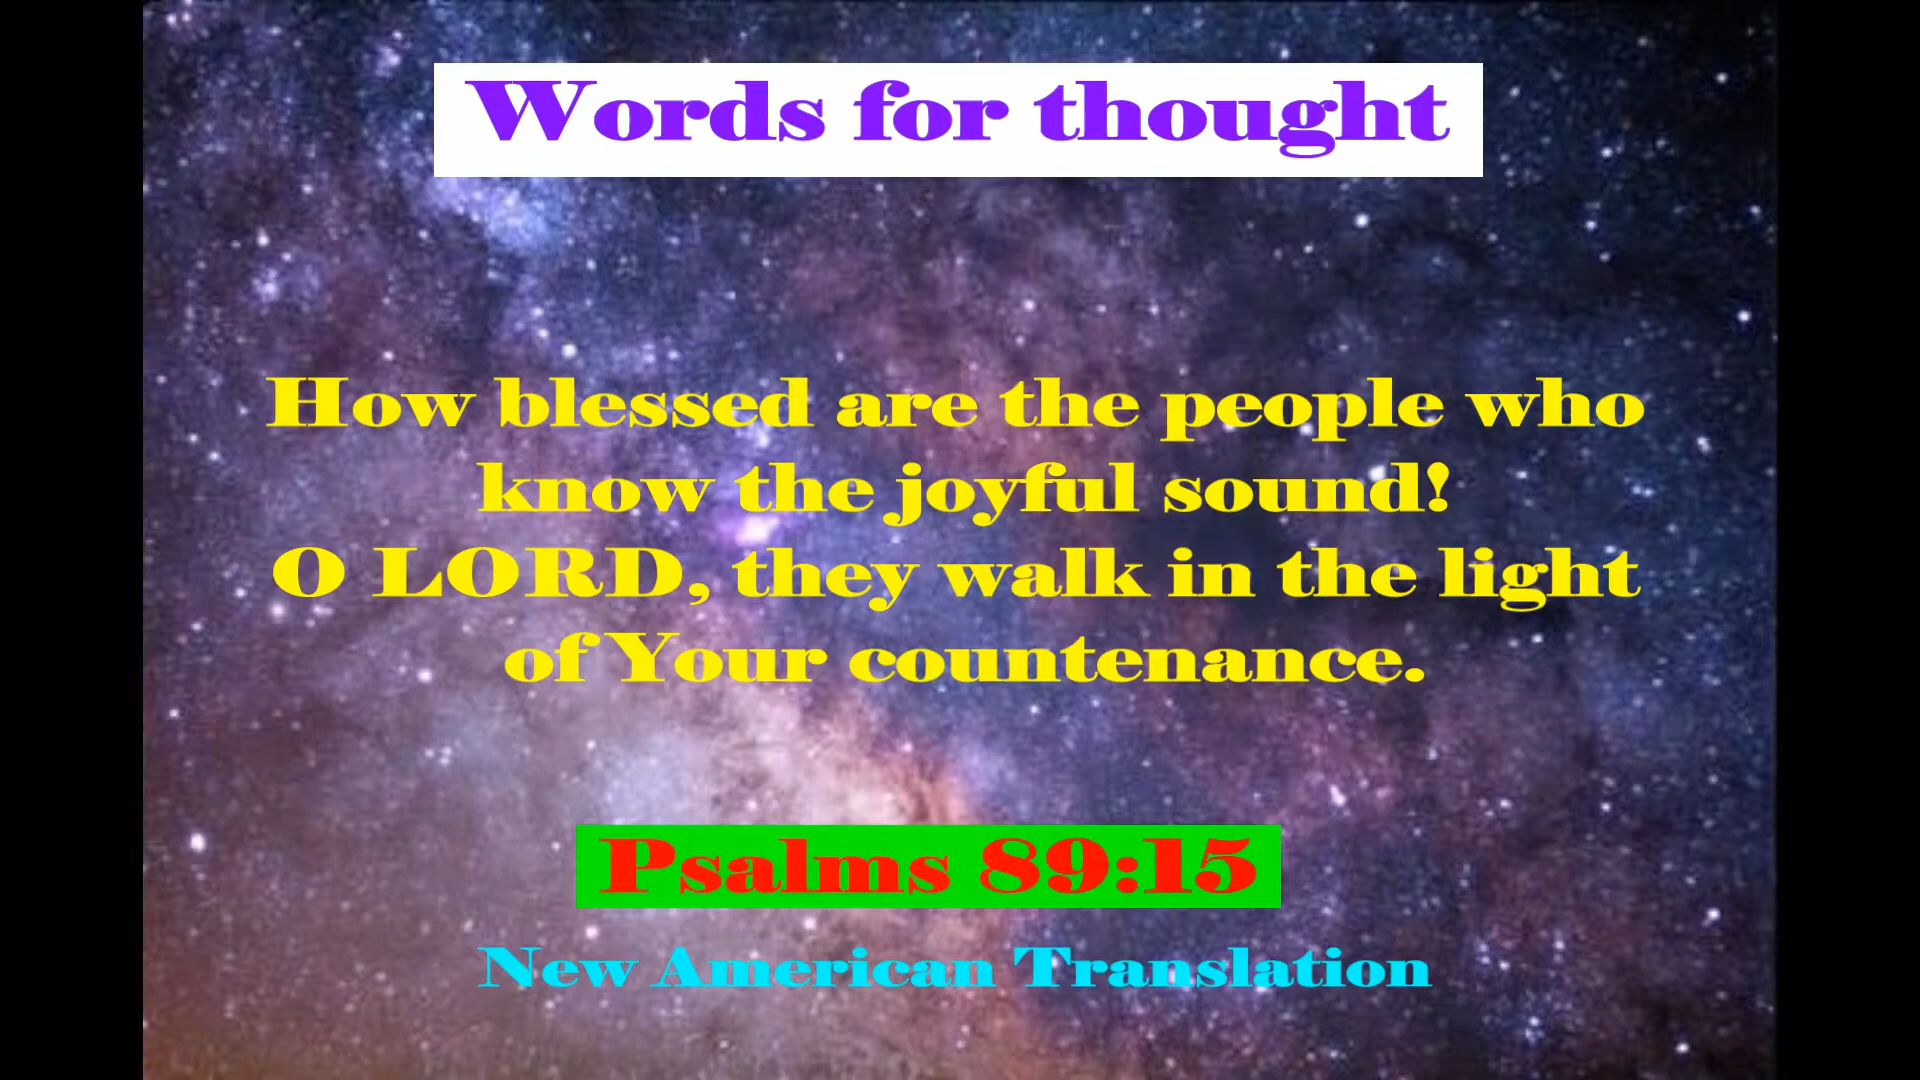 Words for thought
How blessed are the people who
know the joyful sound!
O LORD, they walk in the light
of Your countenance.
Psalms 89:15
New American Translation